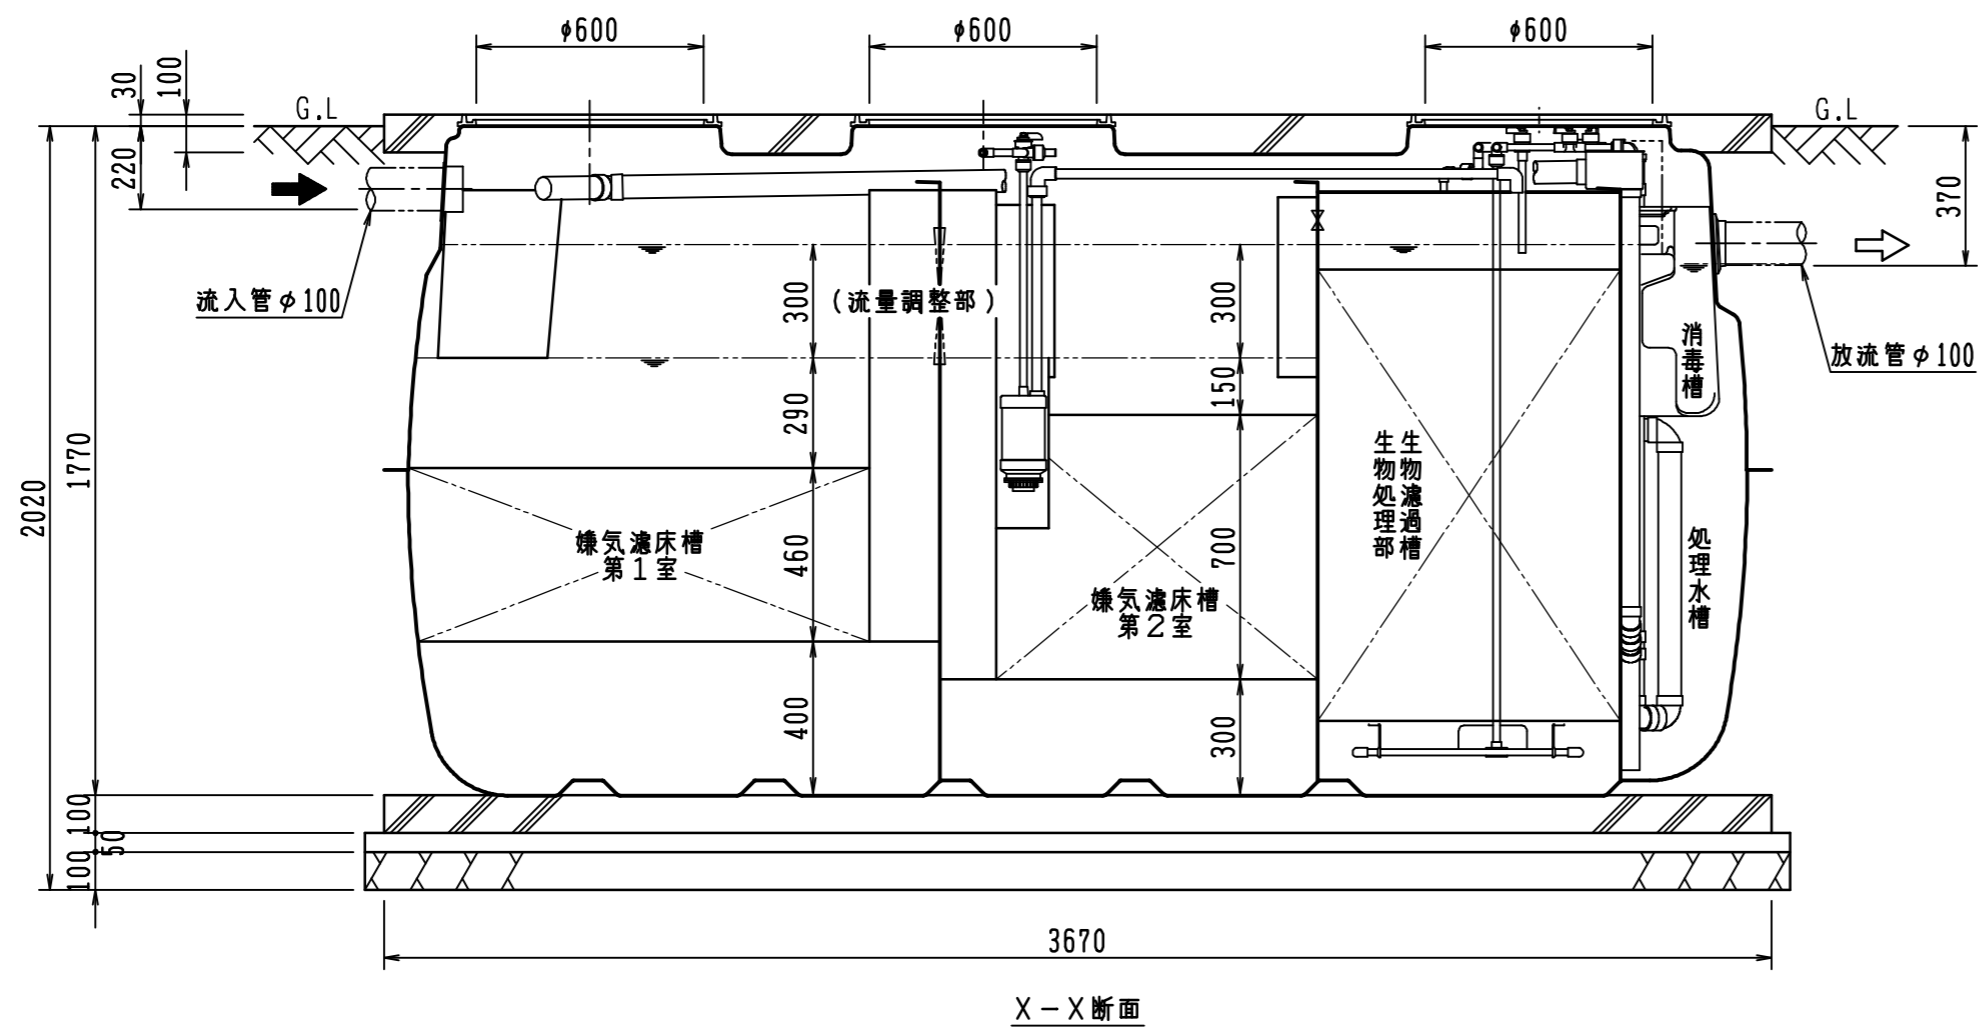 φ600
φ600
φ600
30
100
G.L
G.L
220
370
流入管φ100
放流管φ100
300
(流量調整部)
300
290
150
460
700
400
300
嫌気濾床槽
第1室
嫌気濾床槽
第2室
生物濾過槽
生物処理部
消毒槽
処理水槽
2020
1770
100
50
100
3670
X－X断面